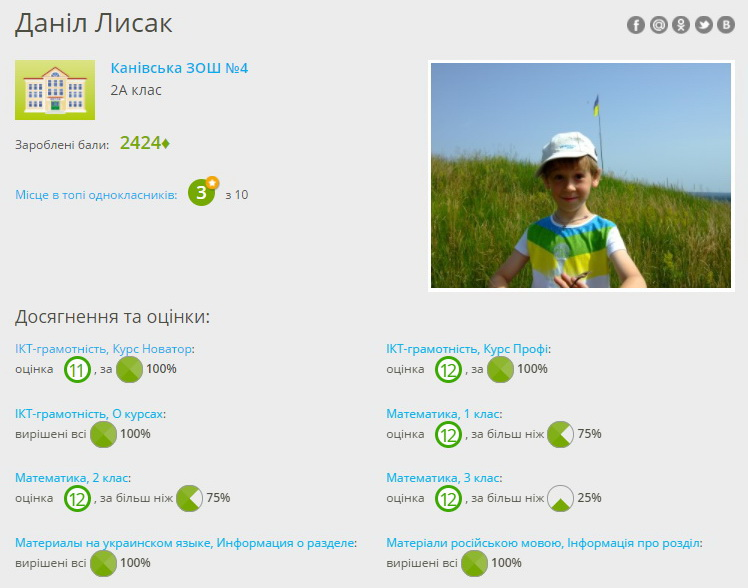 Даніл Лисак
Канівська ЗОШ №4
2А клас
Зароблені бали: 2424♦
Місце в топі однокласників: 3 з 10
Досягнення та оцінки:
ІКТ-грамотність, Курс Новатор:
оцінка 11, за 100%
ІКТ-грамотність, Курс Профі:
оцінка 12, за 100%
ІКТ-грамотність, О курсах:
вирішені всі 100%
Математика, 1 клас:
оцінка 12, за більш ніж 75%
Математика, 2 клас:
оцінка 12, за більш ніж 75%
Математика, 3 клас:
оцінка 12, за більш ніж 25%
Материалы на украинском языке, Информация о разделе:
вирішені всі 100%
Матеріали російською мовою, Інформація про розділ:
вирішені всі 100%